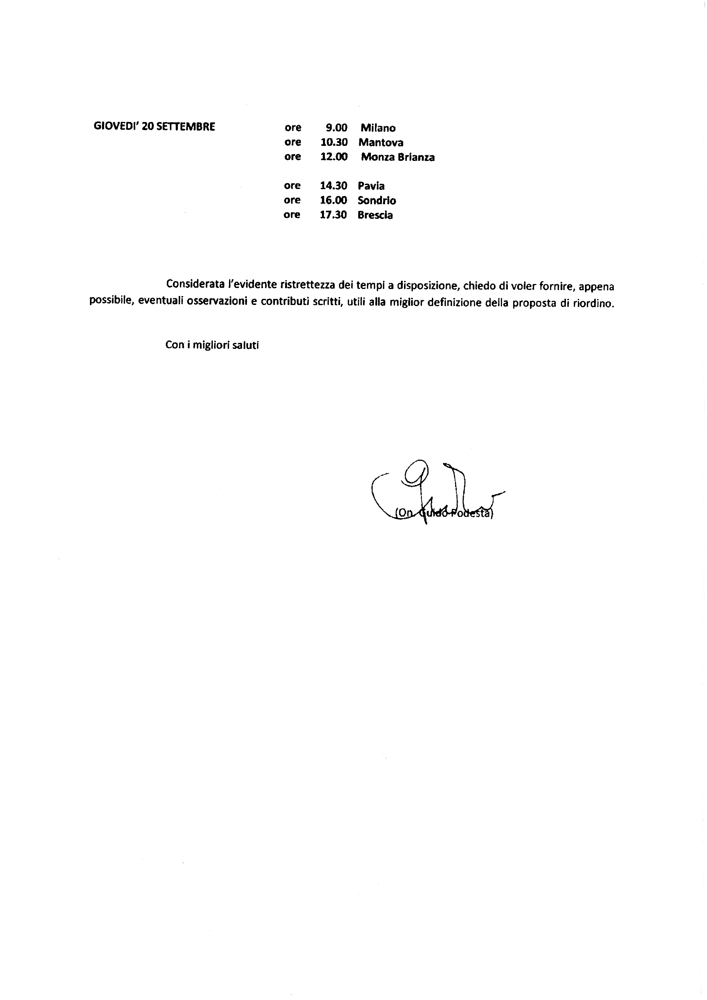 GIOVEDI' 20 SETTEMBRE ore 9.00 Milano
ore 10.30 Mantova
ore 12.00 Monza Brianza
ore 14.30 Pavia
ore 16.00 Sondrio
ore 17.30 Brescia
Considerata l'evidente ristrettezza dei tempi a disposizione, chiedo di voler fornire, appena
possibile, eventuali osservazioni e contributi scritti, utili alla miglior definizione della proposta di riordino.
Con i migliori saluti
(On. Guido Podestà)